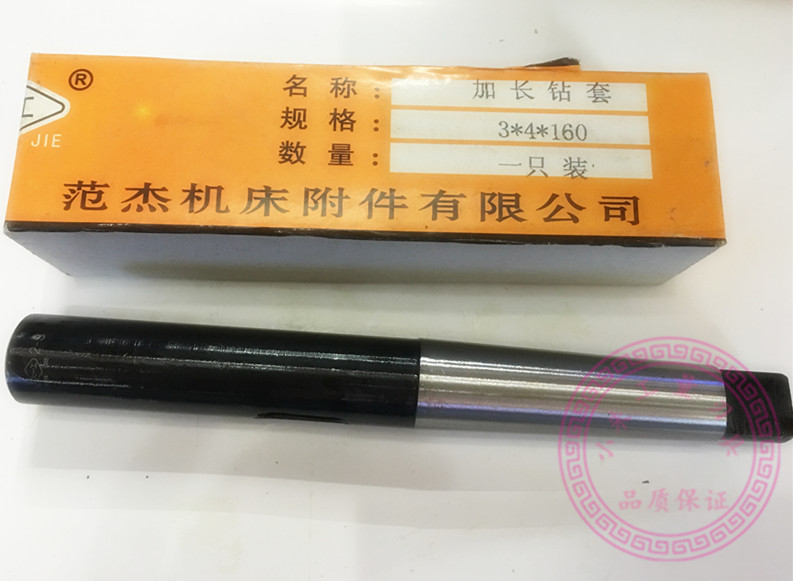 ®
JIE
名称: 加长钻套
规格: 3*4*160
数量: 一只装
范杰机床附件有限公司
品质保证